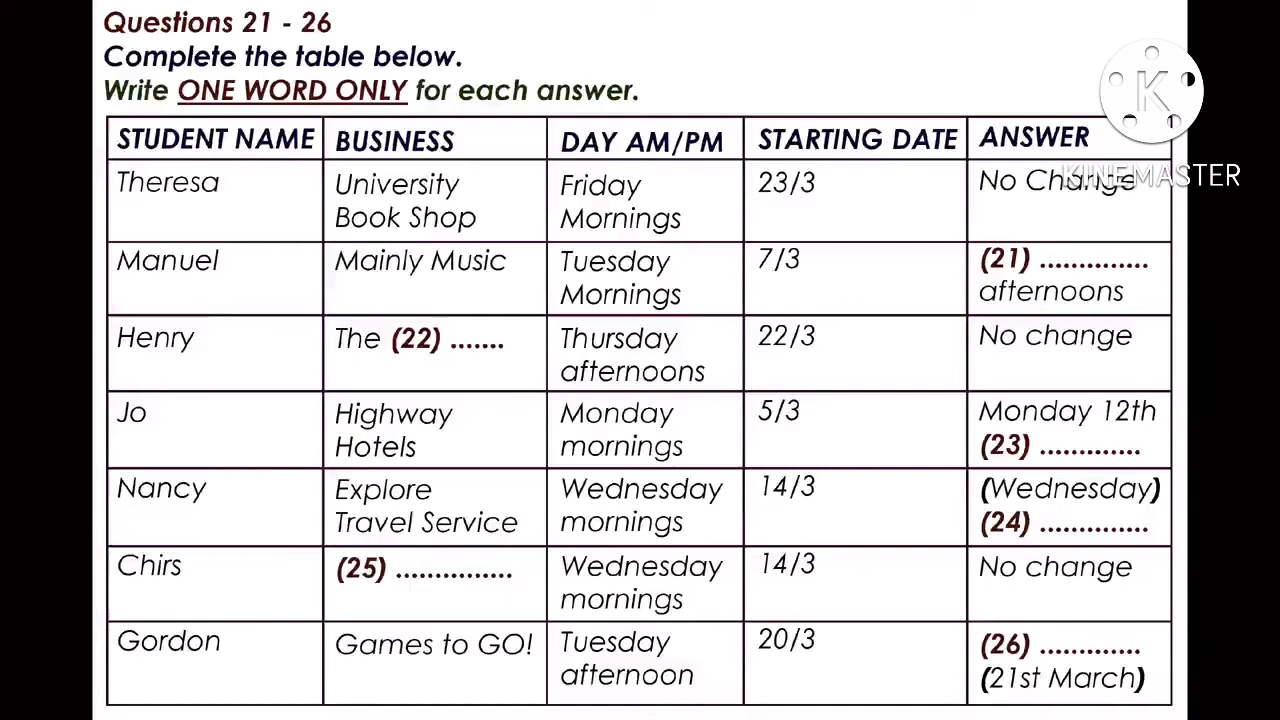 Questions 21 - 26
Complete the table below.
Write ONE WORD ONLY for each answer.
K
KINEMASTER
STUDENT NAME BUSINESS DAY AM/PM STARTING DATE ANSWER
Theresa University Friday 23/3 No Change
Book Shop Mornings
Manuel Mainly Music Tuesday 7/3 (21) ..............
Mornings afternoons
Henry The (22) ....... Thursday 22/3 No change
afternoons
Jo Highway Monday 5/3 Monday 12th
Hotels mornings (23) .............
Nancy Explore Wednesday 14/3 (Wednesday)
Travel Service mornings (24) ..............
Chirs (25) ............... Wednesday 14/3 No change
mornings
Gordon Games to GO! Tuesday 20/3 (26) .............
afternoon (21st March)